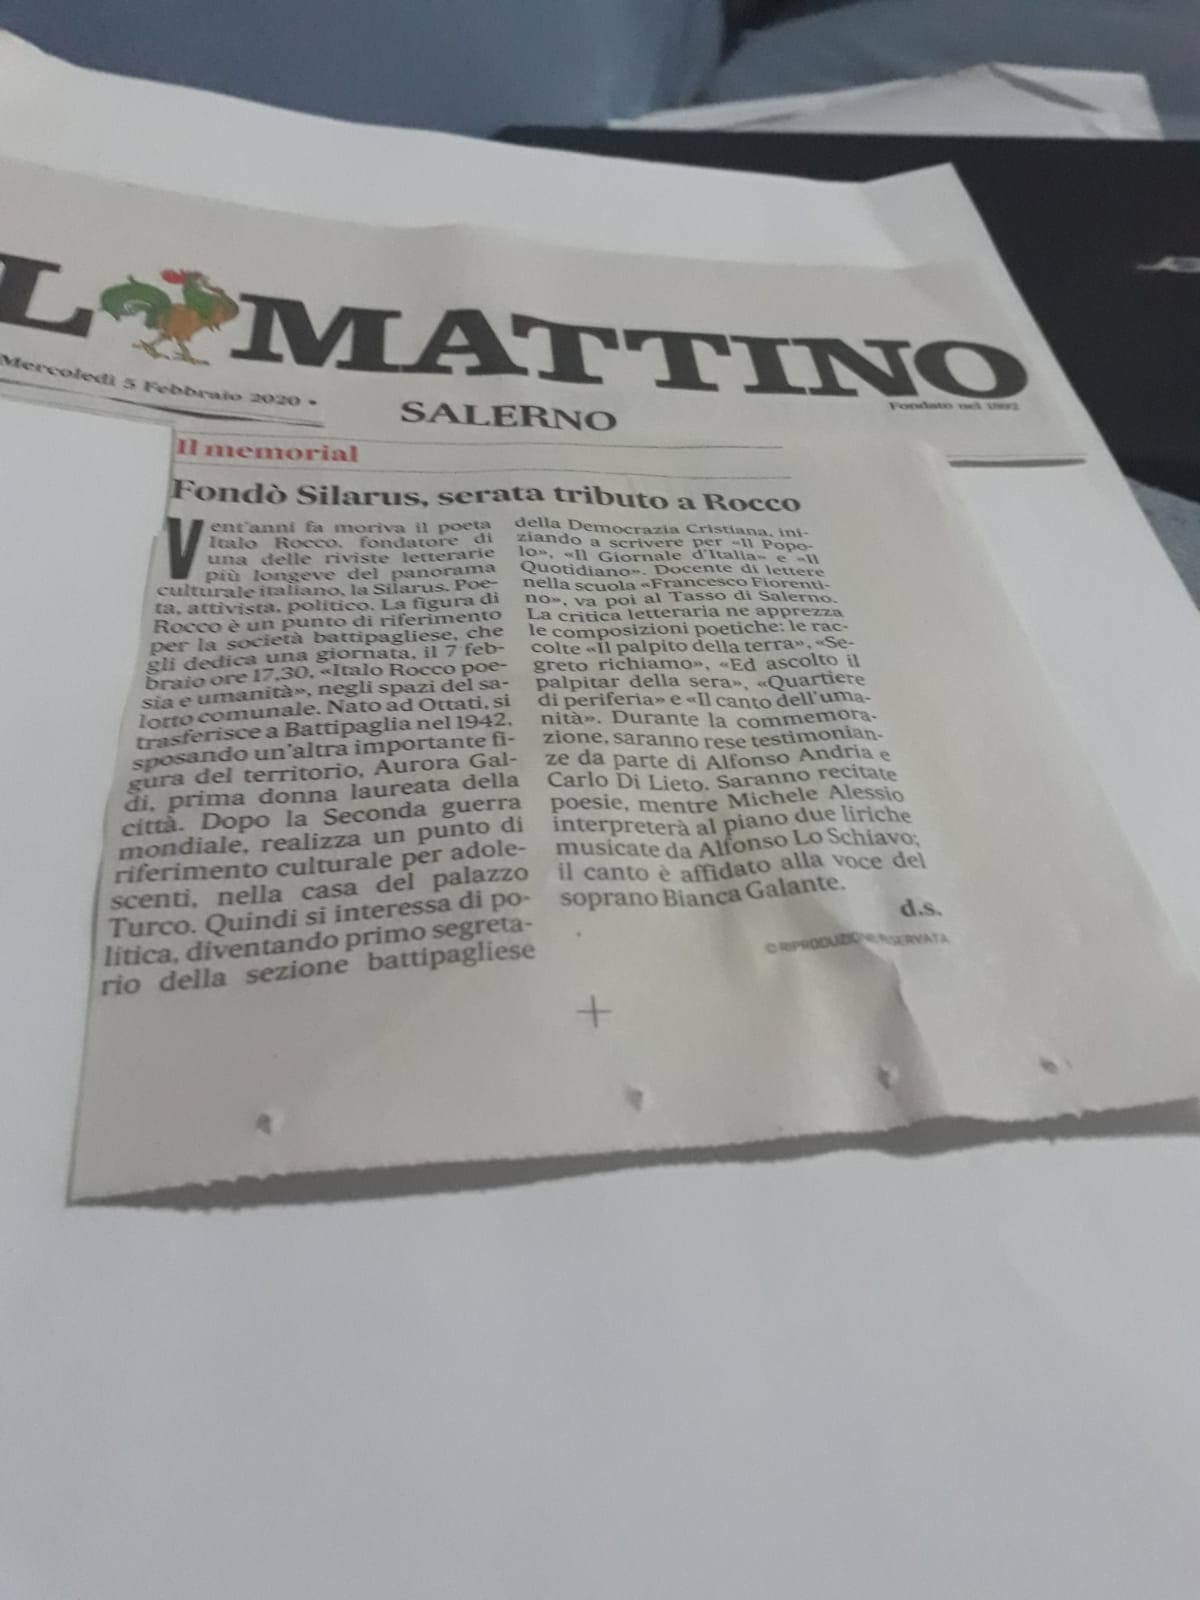 L MATTINO
Mercoledì 5 Febbraio 2020 •
Fondato nel 1892
SALERNO
Il memorial
Fondò Silarus, serata tributo a Rocco
Vent'anni fa moriva il poeta
Italo Rocco, fondatore di
una delle riviste letterarie
più longeve del panorama
culturale italiano, la Silarus. Poe-
ta, attivista, politico. La figura di
Rocco è un punto di riferimento
per la società battipagliese, che
gli dedica una giornata, il 7 feb-
braio ore 17,30, «Italo Rocco poe-
sia e umanità», negli spazi del sa-
lotto comunale. Nato ad Ottati, si
trasferisce a Battipaglia nel 1942,
sposando un'altra importante fi-
gura del territorio, Aurora Gal-
di, prima donna laureata della
città. Dopo la Seconda guerra
mondiale, realizza un punto di
riferimento culturale per adole-
scenti, nella casa del palazzo
Turco. Quindi si interessa di po-
litica, diventando primo segreta-
rio della sezione battipagliese
della Democrazia Cristiana, ini-
ziando a scrivere per «Il Popo-
lo», «Il Giornale d'Italia» e «Il
Quotidiano». Docente di lettere
nella scuola «Francesco Fiorenti-
no», va poi al Tasso di Salerno.
La critica letteraria ne apprezza
le composizioni poetiche: le rac-
colte «Il palpito della terra», «Se-
greto richiamo», «Ed ascolto il
palpitar della sera», «Quartiere
di periferia» e «Il canto dell'uma-
nità». Durante la commemora-
zione, saranno rese testimonian-
ze da parte di Alfonso Andria e
Carlo Di Lieto. Saranno recitate
poesie, mentre Michele Alessio
interpreterà al piano due liriche
musicate da Alfonso Lo Schiavo;
il canto è affidato alla voce del
soprano Bianca Galante.
d.s.
© RIPRODUZIONE RISERVATA